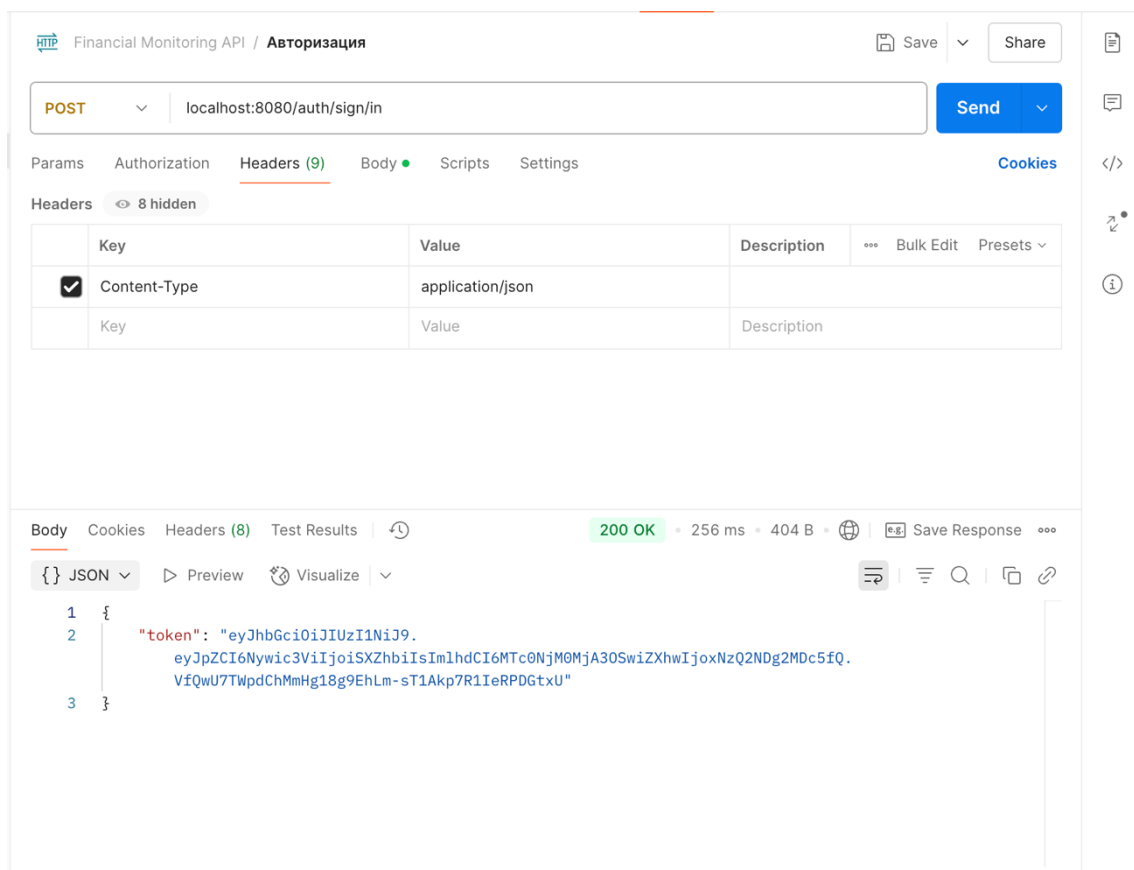 HTTP Financial Monitoring API / Авторизация Save Share
POST localhost:8080/auth/sign/in Send
Params Authorization Headers (9) Body Scripts Settings Cookies
Headers 8 hidden
Key Value Description Bulk Edit Presets
Content-Type application/json
Key Value Description
Body Cookies Headers (8) Test Results 200 OK 256 ms 404 B e.g. Save Response
{} JSON Preview Visualize
1 {
2 "token": "eyJhbGciOiJIUzI1NiJ9.
eyJpZCI6Nywic3ViIjoiSXZhbiIsImlhdCI6MTc0NjM0MjA3OSwiZXhwIjoxNzQ2NDg2MDc5fQ.
VfQwU7TWpdChMmHg18g9EhLm-sT1Akp7R1IeRPDGtxU"
3 }